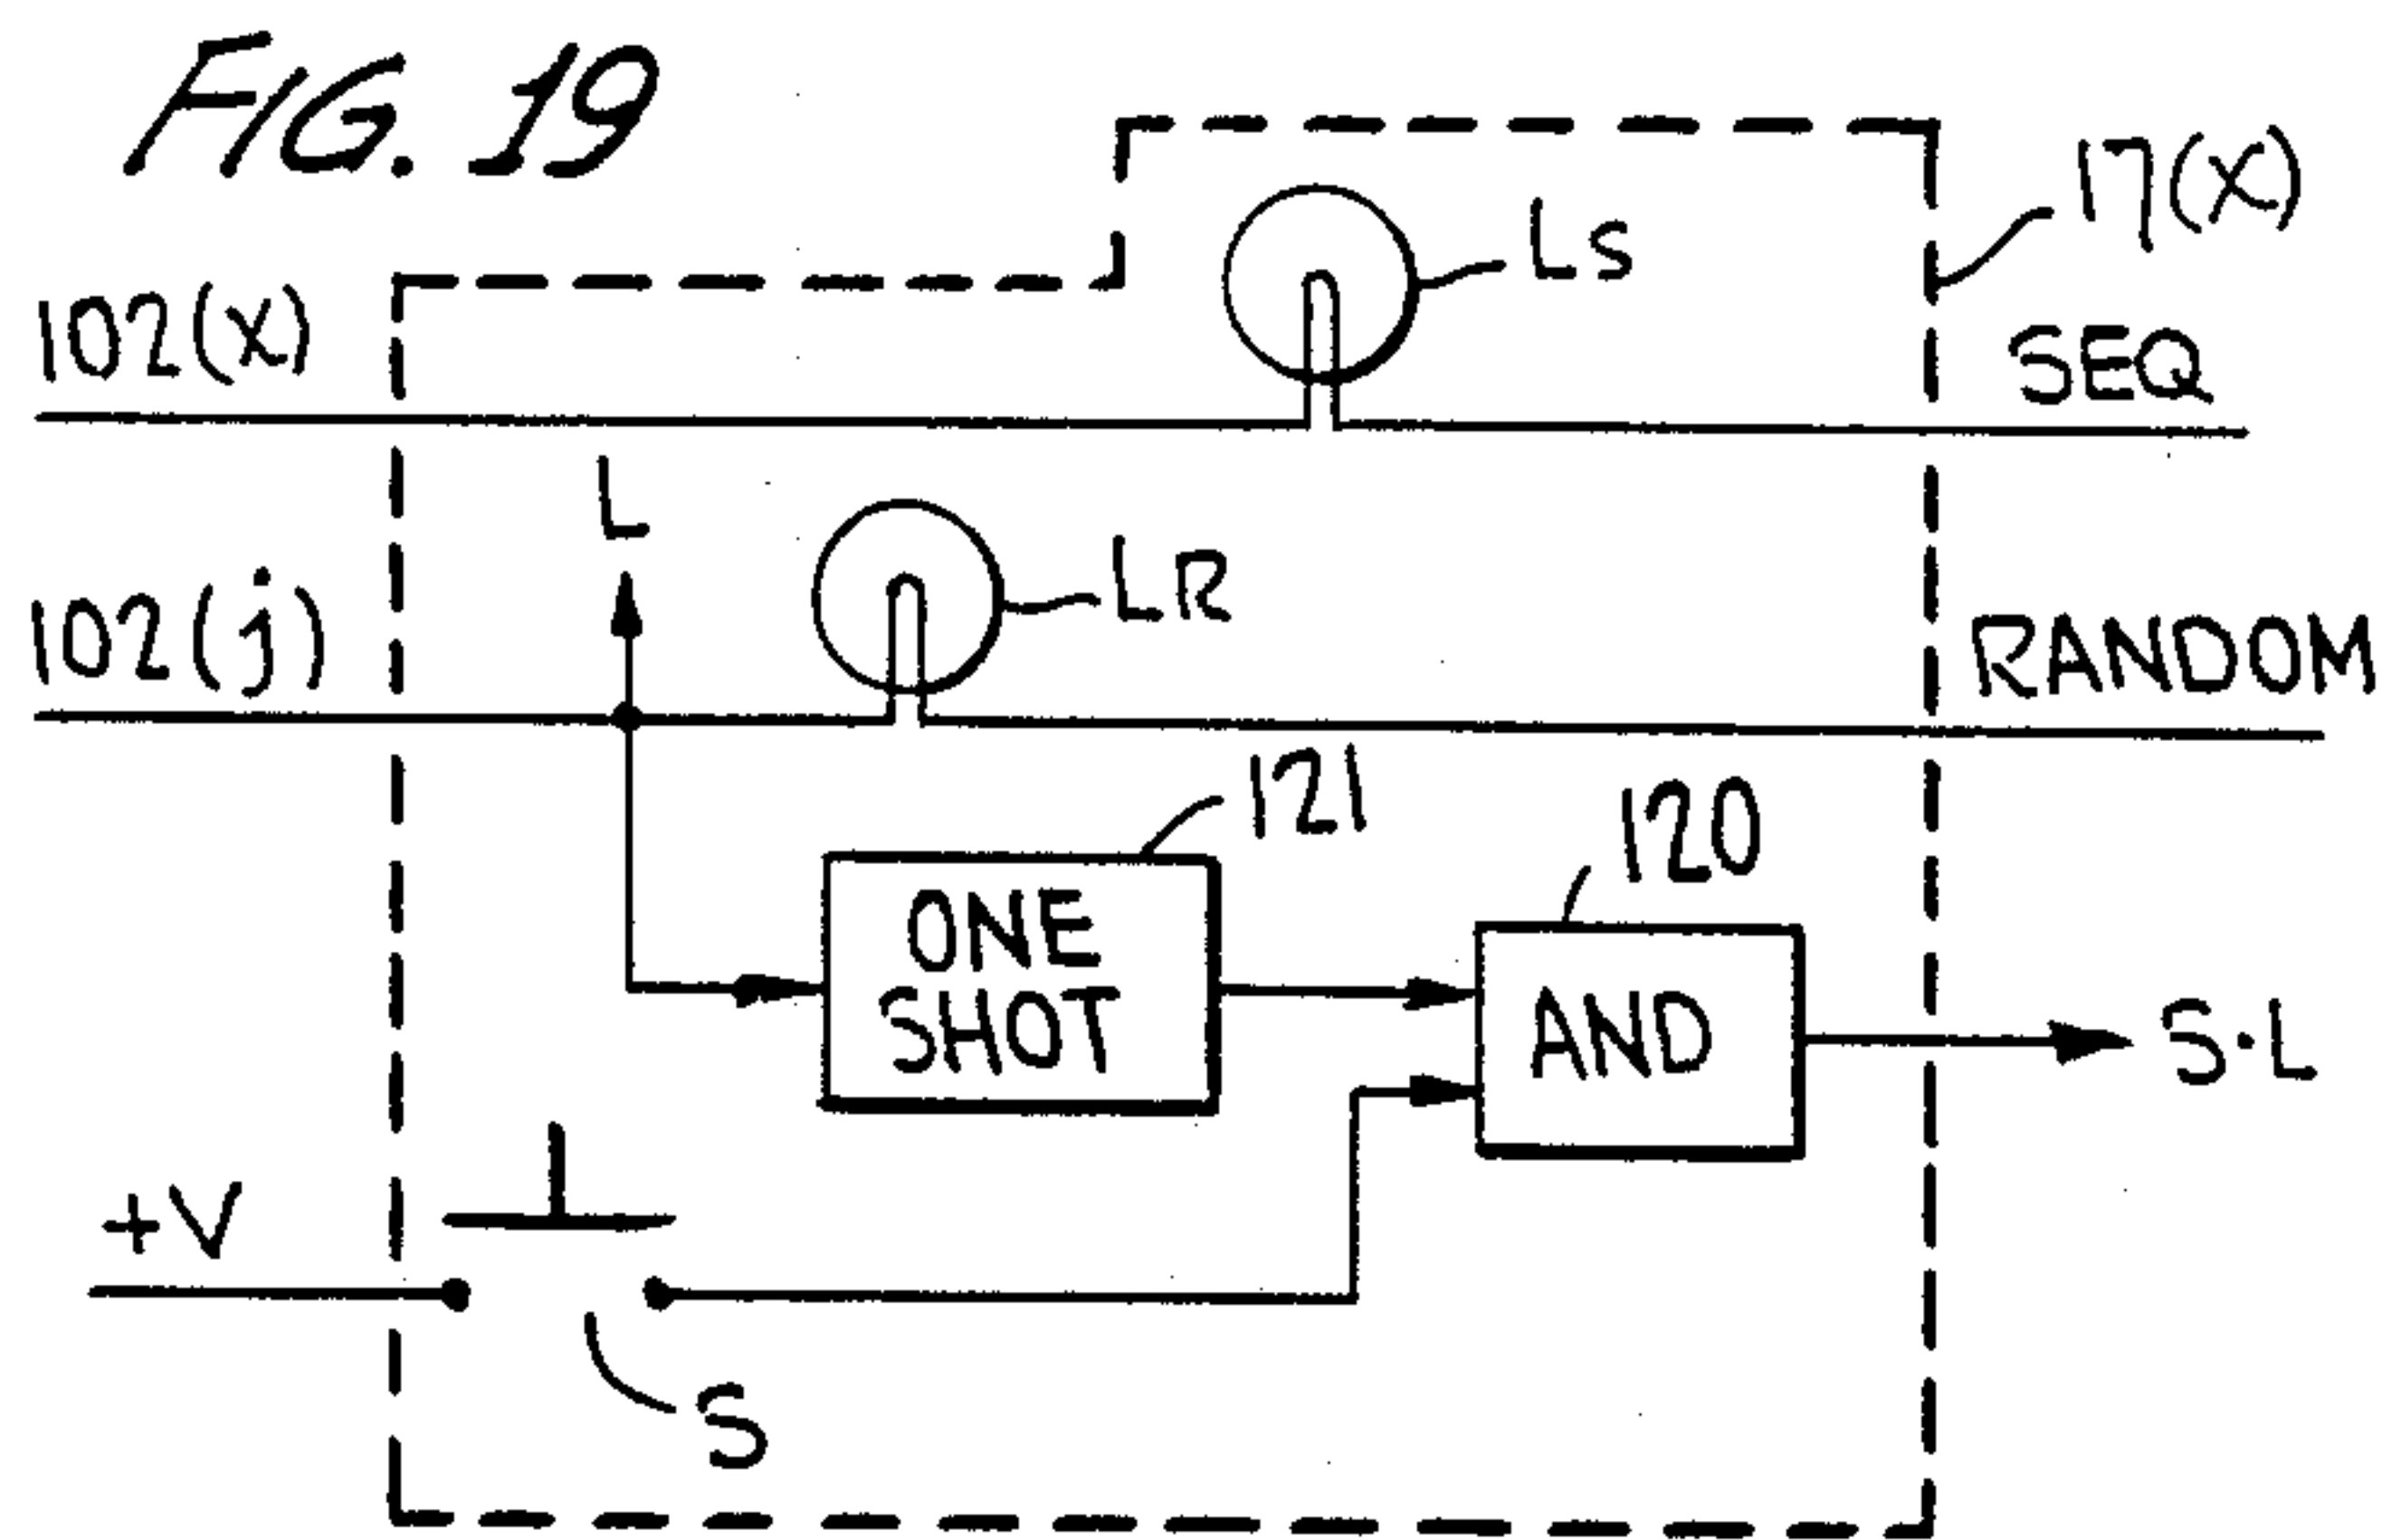 FIG. 19
17(x)
LS
102(x)
SEQ
L
LR
102(j)
RANDOM
121
120
ONE
SHOT
AND
S·L
+V
S